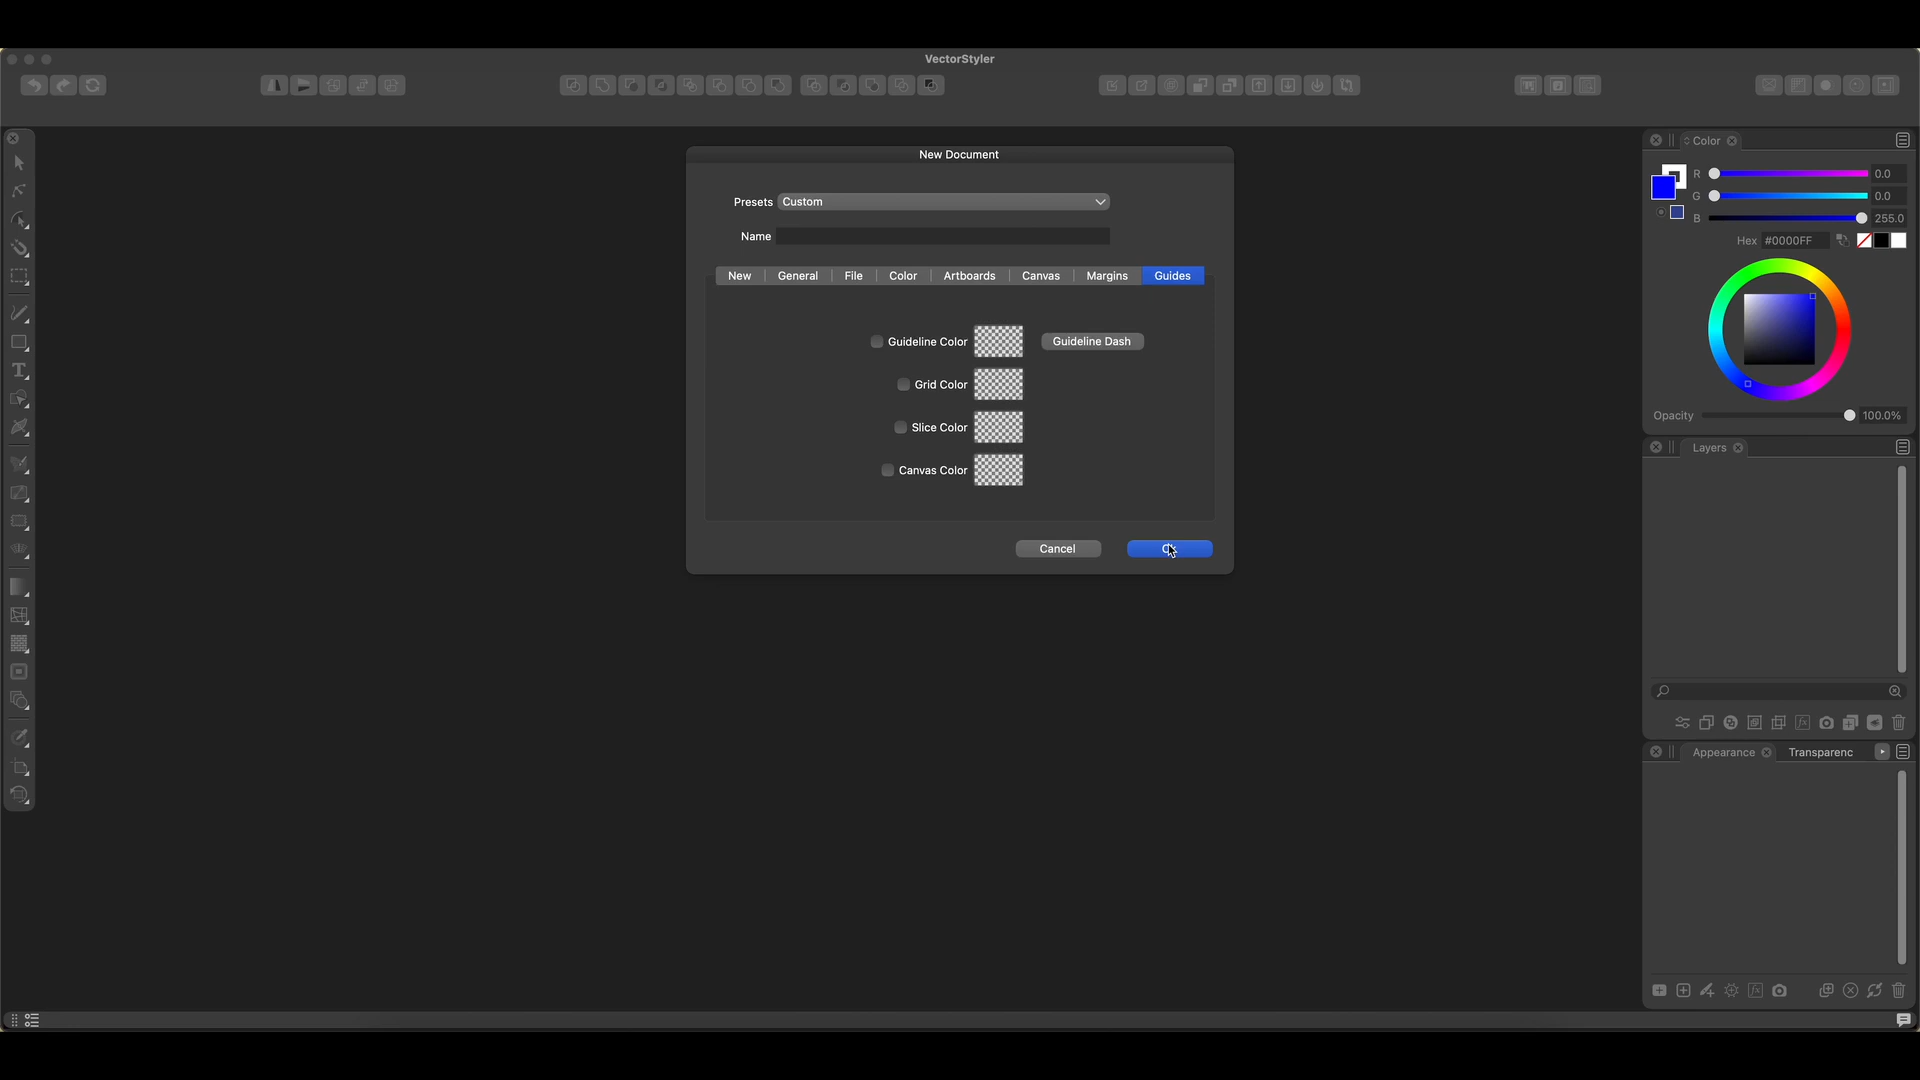 VectorStyler
New Document
Presets Custom
Name
New General File Color Artboards Canvas Margins Guides
Guideline Color Guideline Dash
Grid Color
Slice Color
Canvas Color
Cancel
Color
R 0.0
G 0.0
B 255.0
Hex #0000FF
Opacity 100.0%
Layers
fx
Appearance Transparenc
fx